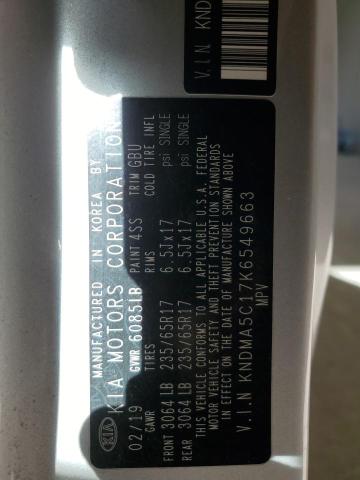 KIA
MANUFACTURED IN KOREA BY
KIA MOTORS CORPORATION
02/19 GVWR 6085LB PAINT 4SS TRIM GBU
GAWR TIRES RIMS COLD TIRE INFL
FRONT 3064 LB 235/65R17 6.5Jx17 psi SINGLE
REAR 3064 LB 235/65R17 6.5Jx17 psi SINGLE
THIS VEHICLE CONFORMS TO ALL APPLICABLE U.S.A. FEDERAL
MOTOR VEHICLE SAFETY AND THEFT PREVENTION STANDARDS
IN EFFECT ON THE DATE OF MANUFACTURE SHOWN ABOVE
V.I.N KNDMA5C17K6549663
MPV
V.I.N KND